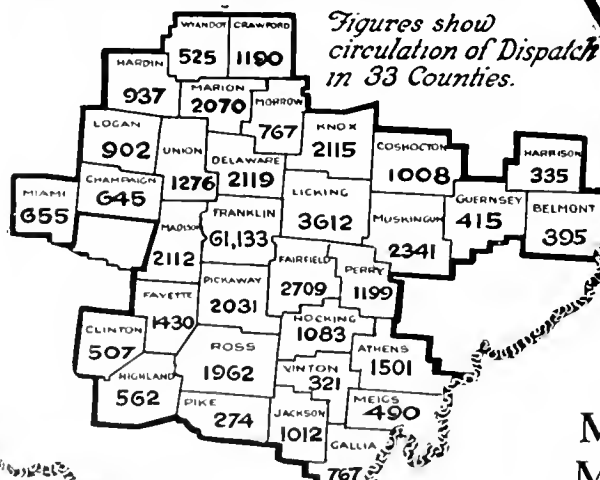 Figures show
circulation of Dispatch
in 33 Counties.
WYANDOT
525
CRAWFORD
1190
HARDIN
937
MARION
2070
MORROW
767
LOGAN
902
UNION
1276
DELAWARE
2119
KNOX
2115
COSHOCTON
1008
HARRISON
335
MIAMI
655
CHAMPAIGN
645
MADISON
2112
FRANKLIN
61,133
LICKING
3612
MUSKINGUM
2341
GUERNSEY
415
BELMONT
395
FAYETTE
1430
PICKAWAY
2031
FAIRFIELD
2709
PERRY
1199
HOCKING
1083
CLINTON
507
ROSS
1962
VINTON
321
ATHENS
1501
HIGHLAND
562
PIKE
274
JACKSON
1012
MEIGS
490
GALLIA
767